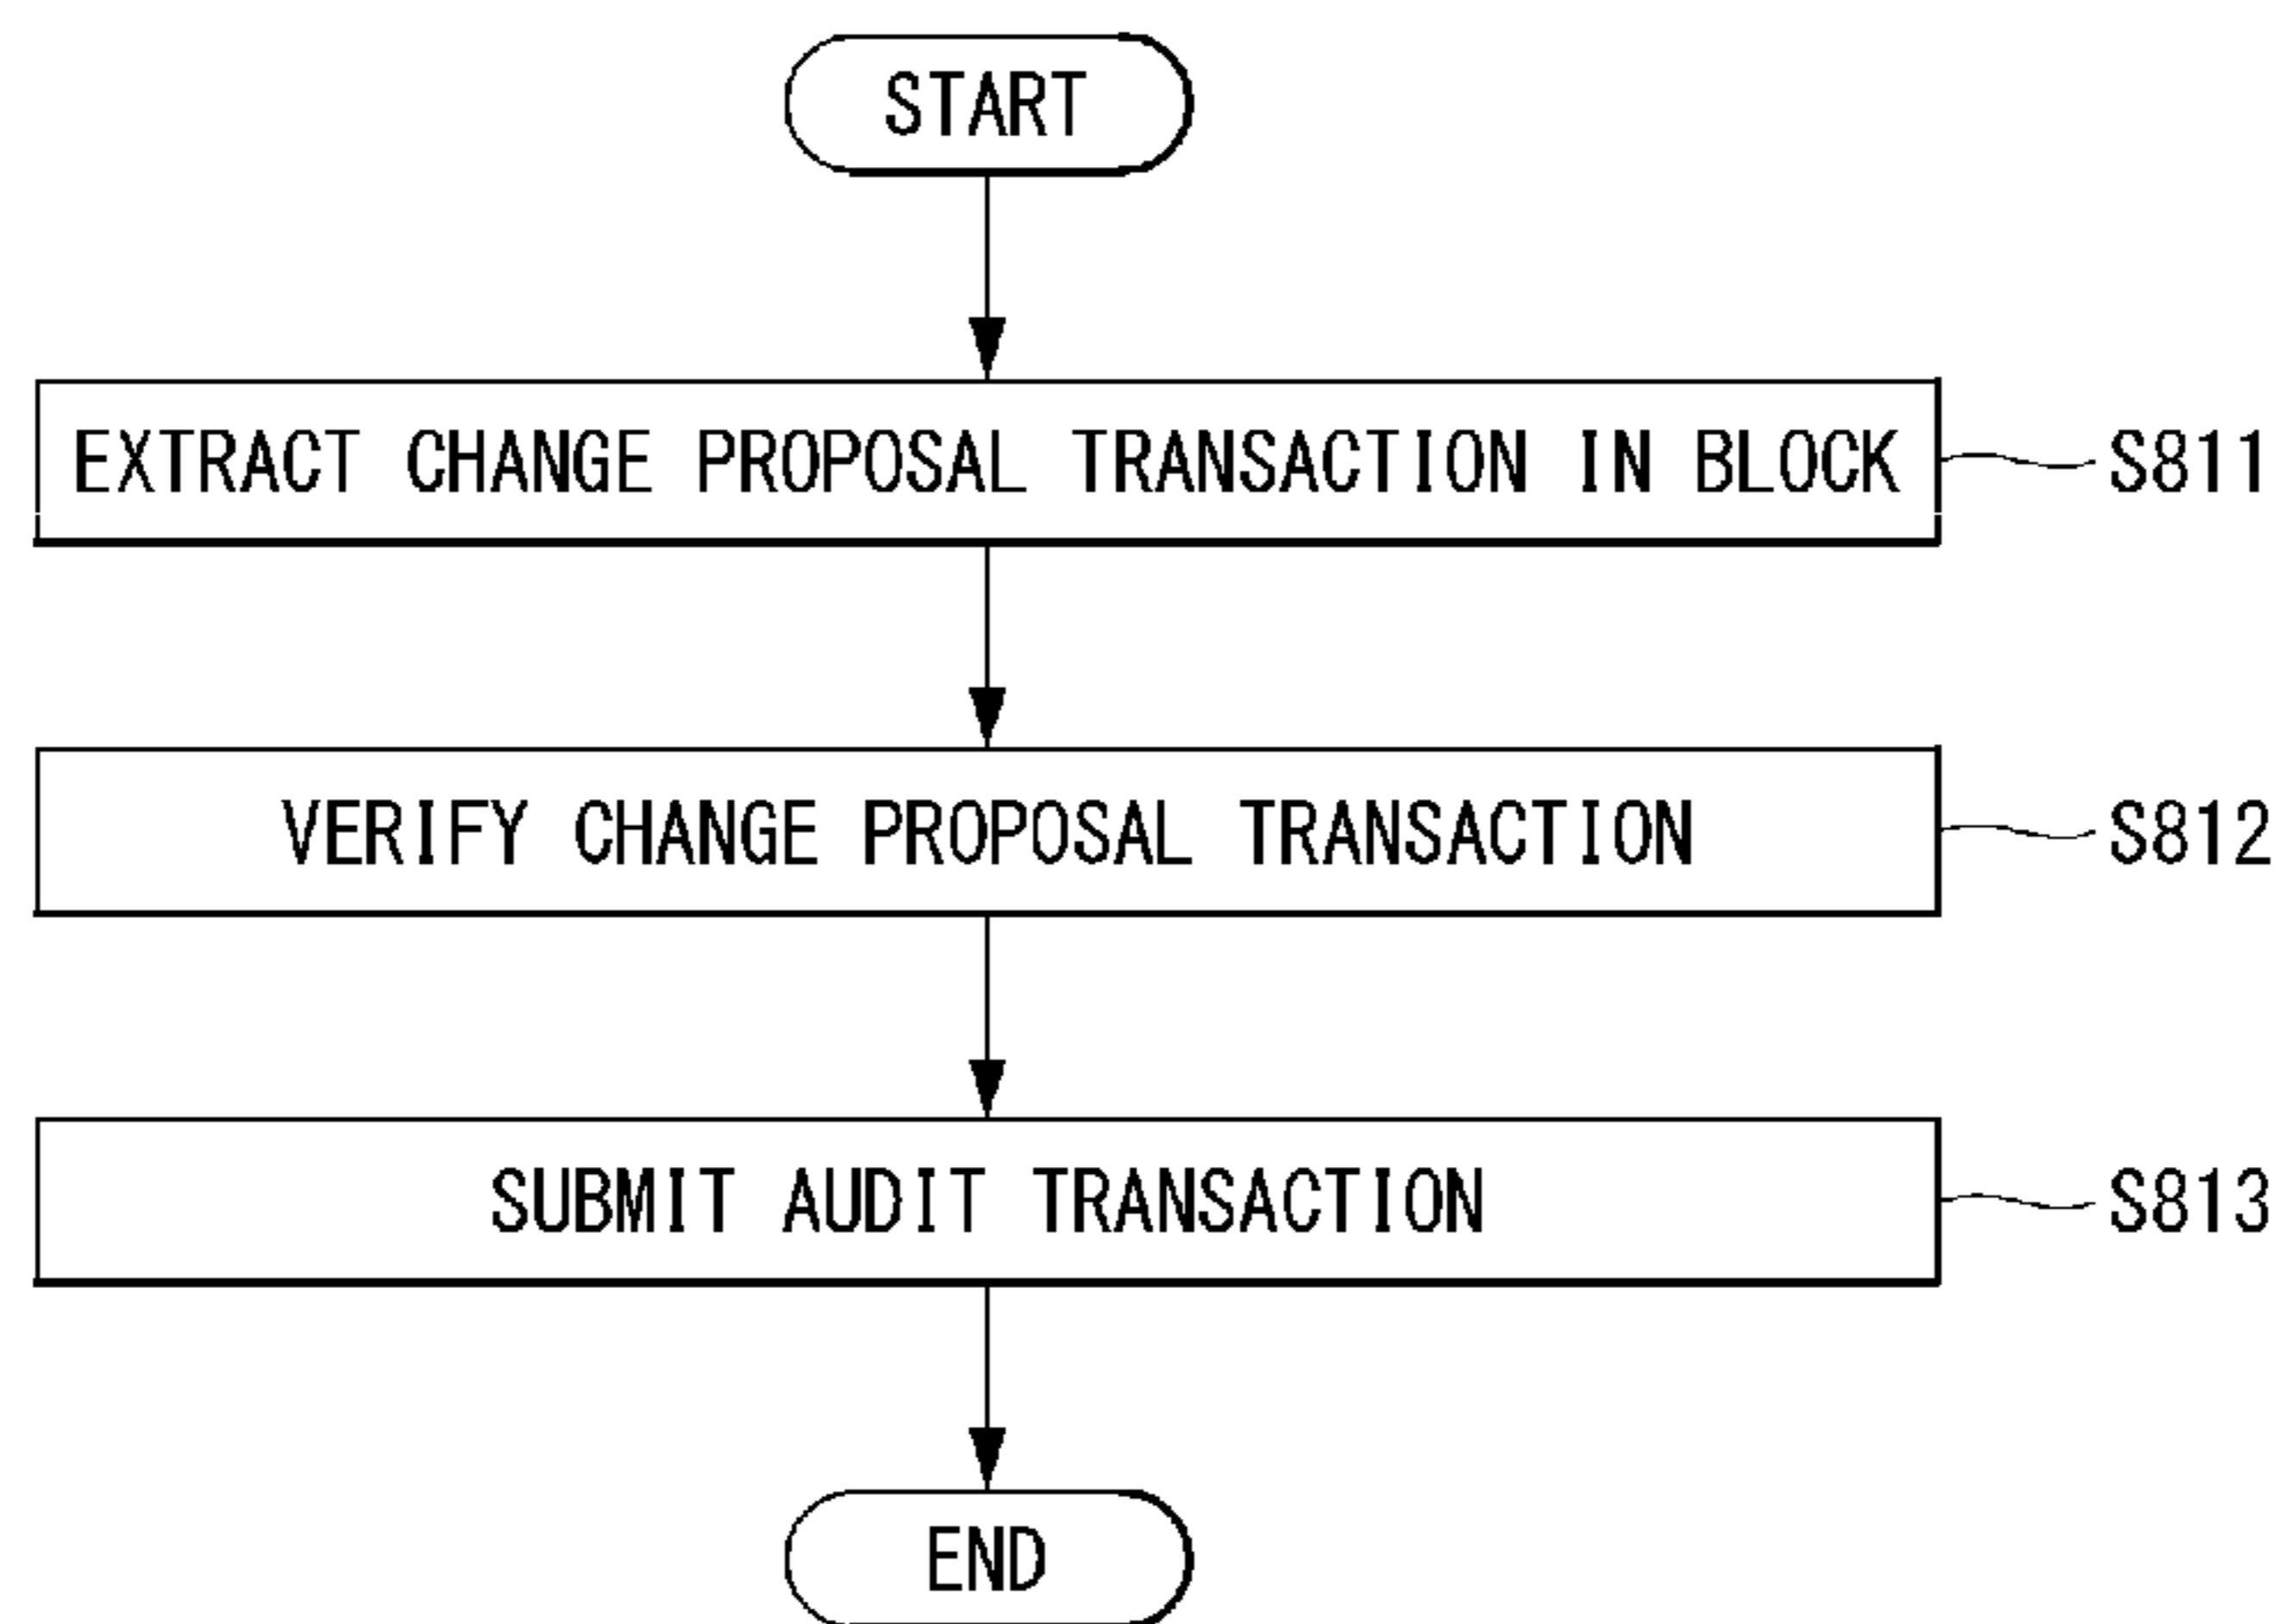 START
EXTRACT CHANGE PROPOSAL TRANSACTION IN BLOCK
S811
VERIFY CHANGE PROPOSAL TRANSACTION
S812
SUBMIT AUDIT TRANSACTION
S813
END